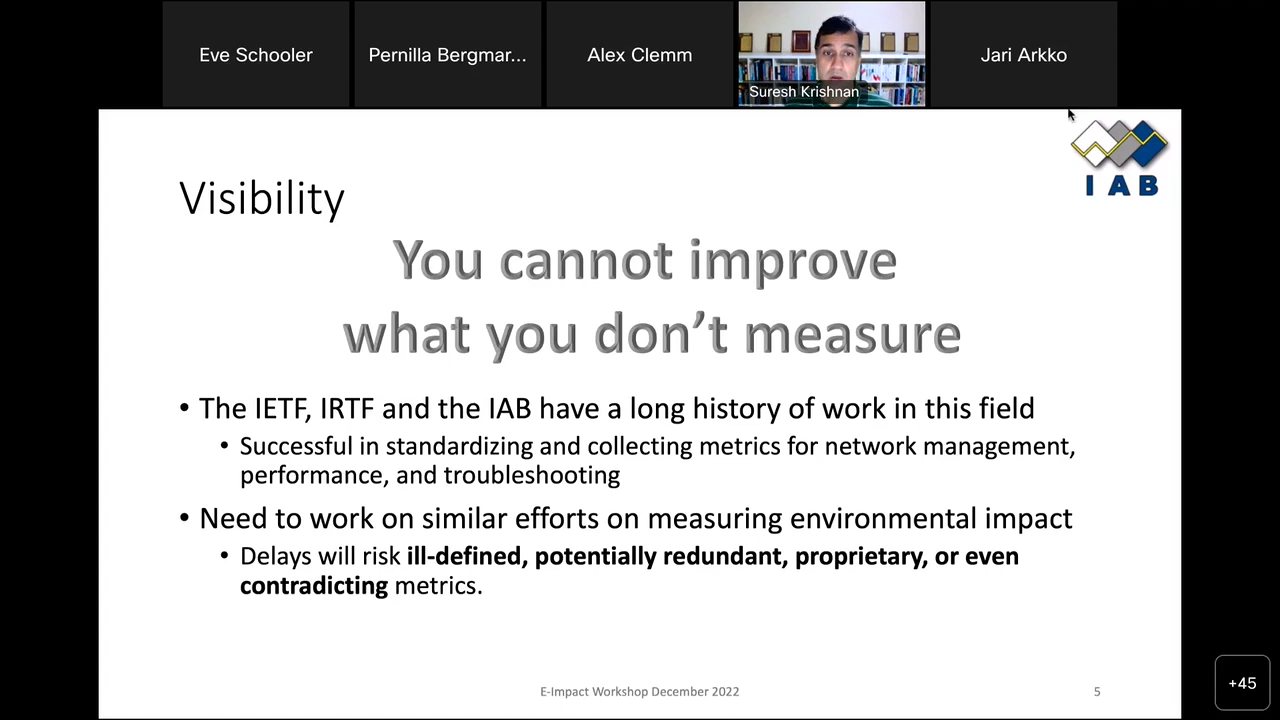 Eve Schooler
Pernilla Bergmar...
Alex Clemm
Suresh Krishnan
Jari Arkko
IAB
Visibility
You cannot improve
what you don’t measure
• The IETF, IRTF and the IAB have a long history of work in this field
• Successful in standardizing and collecting metrics for network management,
performance, and troubleshooting
• Need to work on similar efforts on measuring environmental impact
• Delays will risk ill-defined, potentially redundant, proprietary, or even
contradicting metrics.
E-Impact Workshop December 2022
5
+45